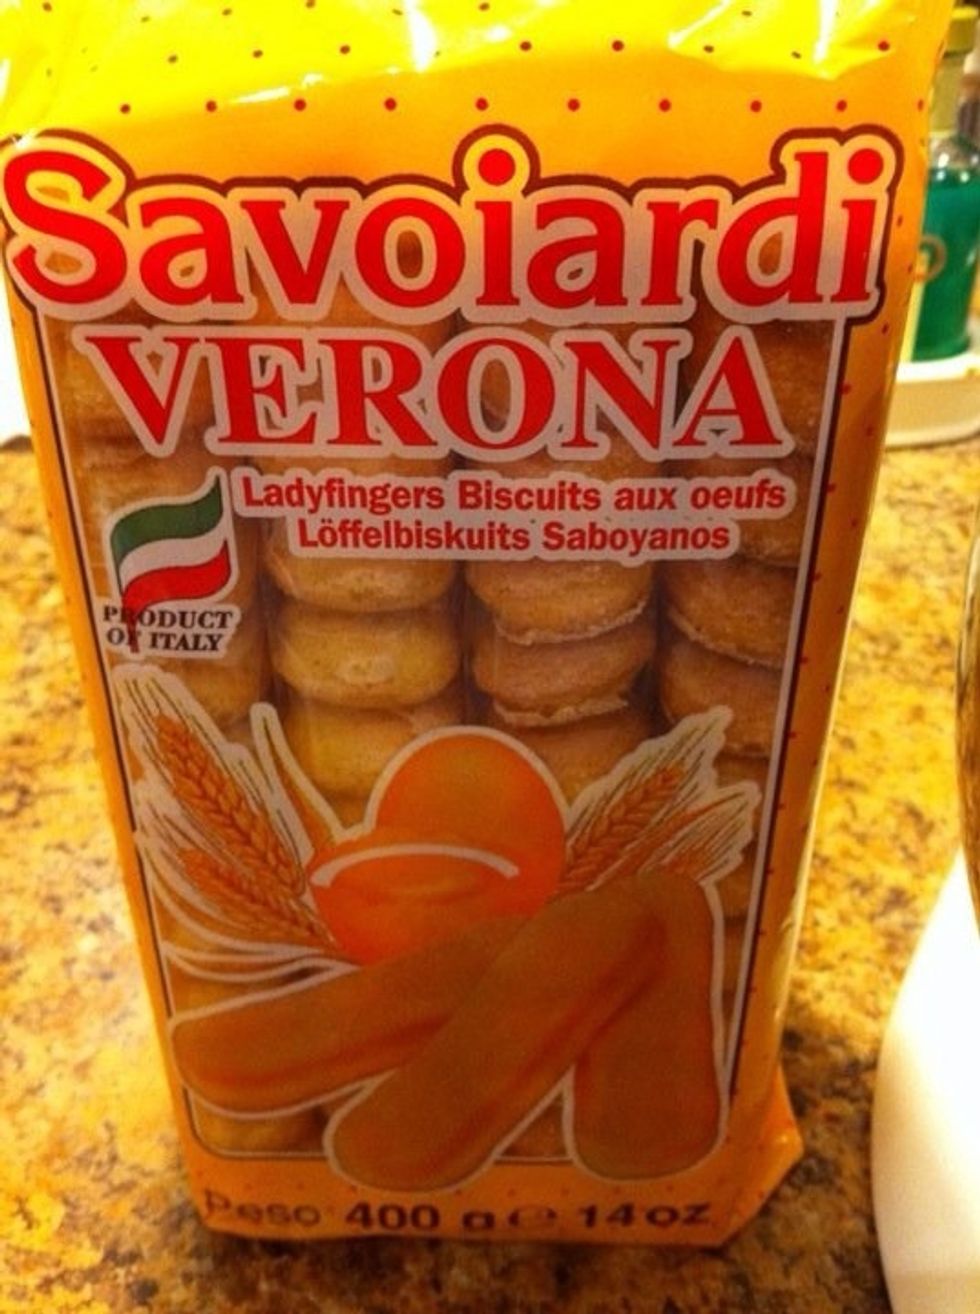 Savoiardi
VERONA
Ladyfingers Biscuits aux oeufs
Löffelbiskuits Saboyanos
PRODUCT
OF ITALY
Peso 400 g e 14 oz